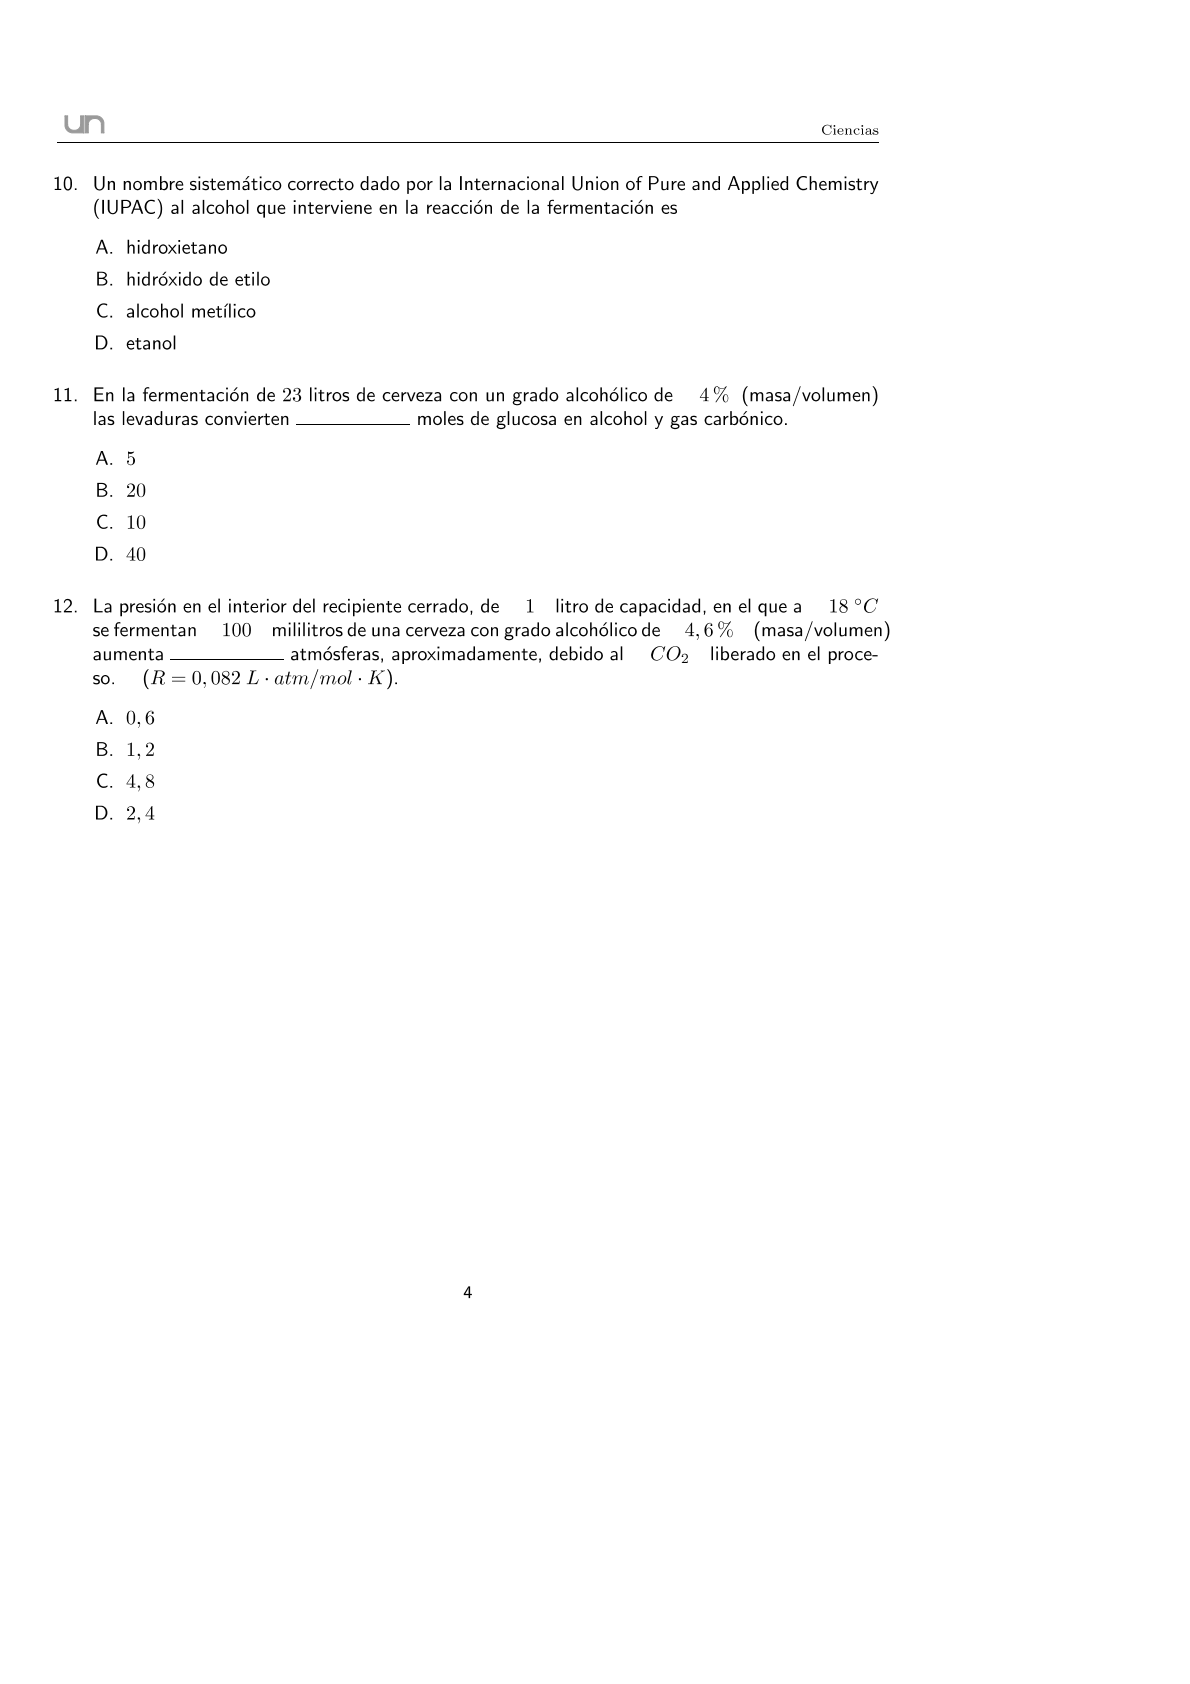 un
Ciencias
10. Un nombre sistemático correcto dado por la Internacional Union of Pure and Applied Chemistry
(IUPAC) al alcohol que interviene en la reacción de la fermentación es
A. hidroxietano
B. hidróxido de etilo
C. alcohol metílico
D. etanol
11. En la fermentación de 23 litros de cerveza con un grado alcohólico de 4 % (masa/volumen)
las levaduras convierten __________ moles de glucosa en alcohol y gas carbónico.
A. 5
B. 20
C. 10
D. 40
12. La presión en el interior del recipiente cerrado, de 1 litro de capacidad, en el que a 18 °C
se fermentan 100 mililitros de una cerveza con grado alcohólico de 4, 6 % (masa/volumen)
aumenta __________ atmósferas, aproximadamente, debido al CO₂ liberado en el proce-
so. (R = 0, 082 L · atm/mol · K).
A. 0, 6
B. 1, 2
C. 4, 8
D. 2, 4
4